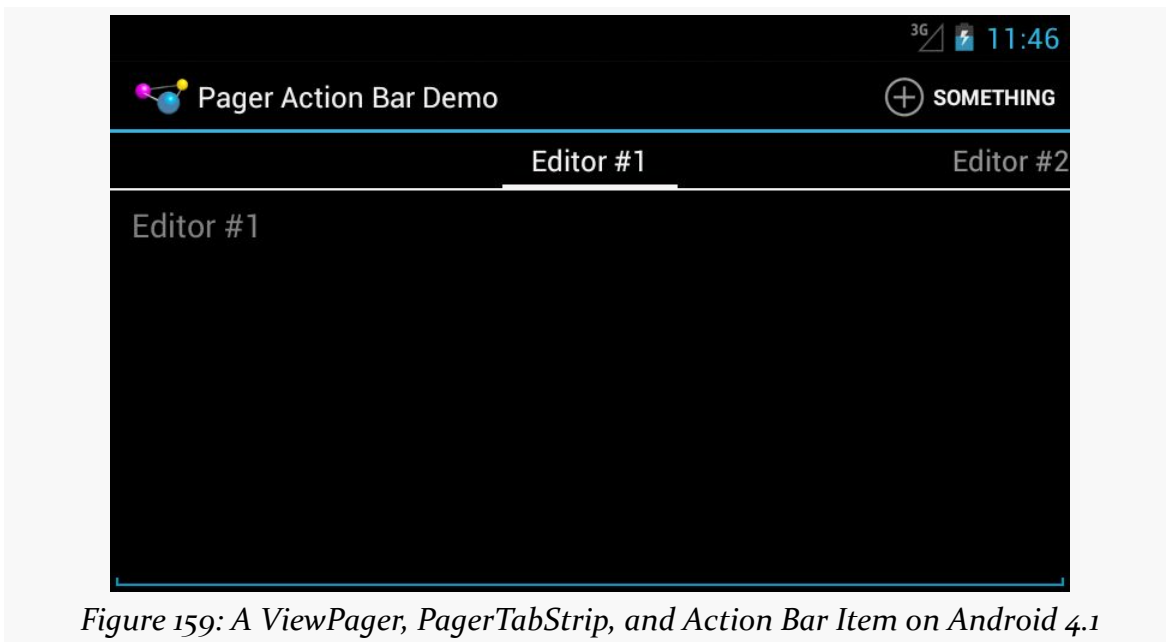 3G 11:46
Pager Action Bar Demo SOMETHING
Editor #1 Editor #2
Editor #1
Figure 159: A ViewPager, PagerTabStrip, and Action Bar Item on Android 4.1